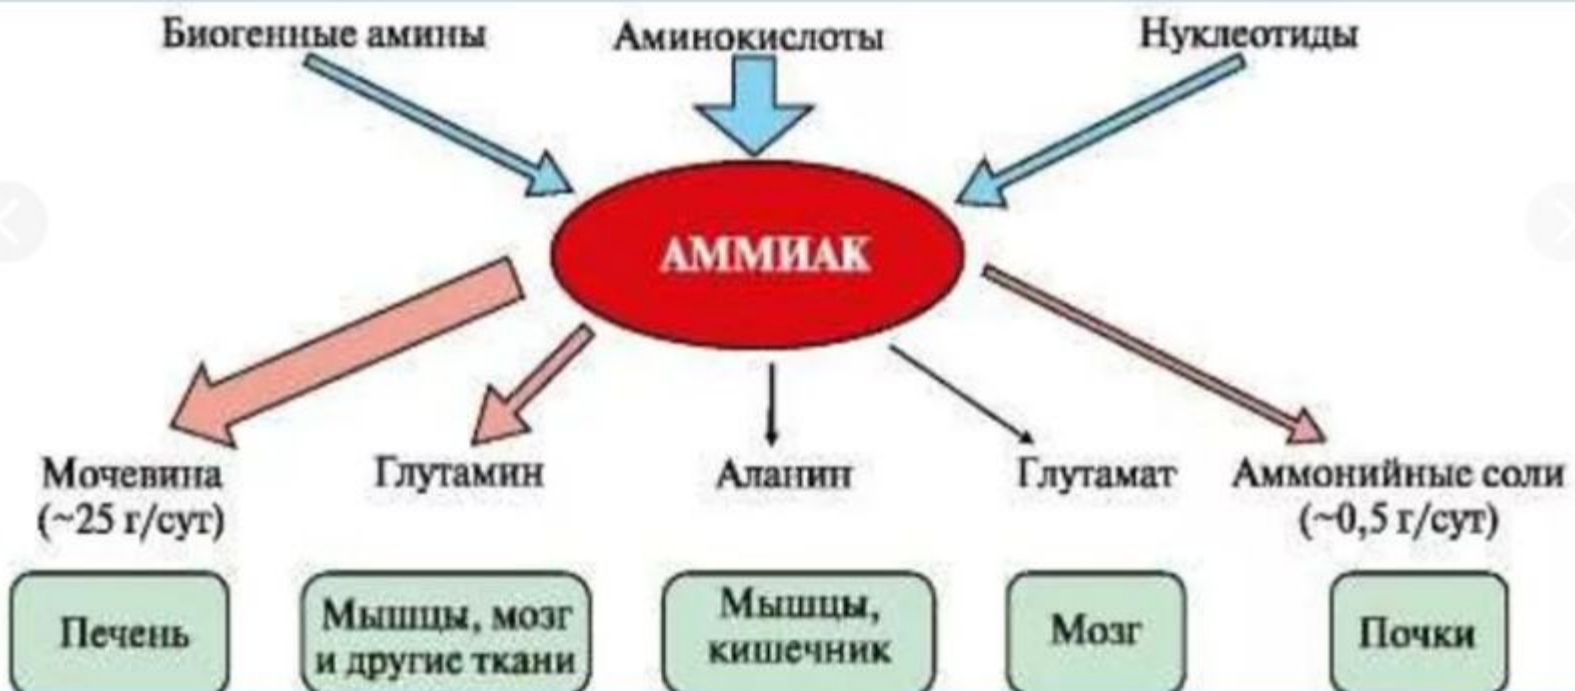 Биогенные амины
Аминокислоты
Нуклеотиды
АММИАК
Мочевина
(~25 г/сут)
Глутамин
Аланин
Глутамат
Аммонийные соли
(~0,5 г/сут)
Печень
Мышцы, мозг
и другие ткани
Мышцы,
кишечник
Мозг
Почки